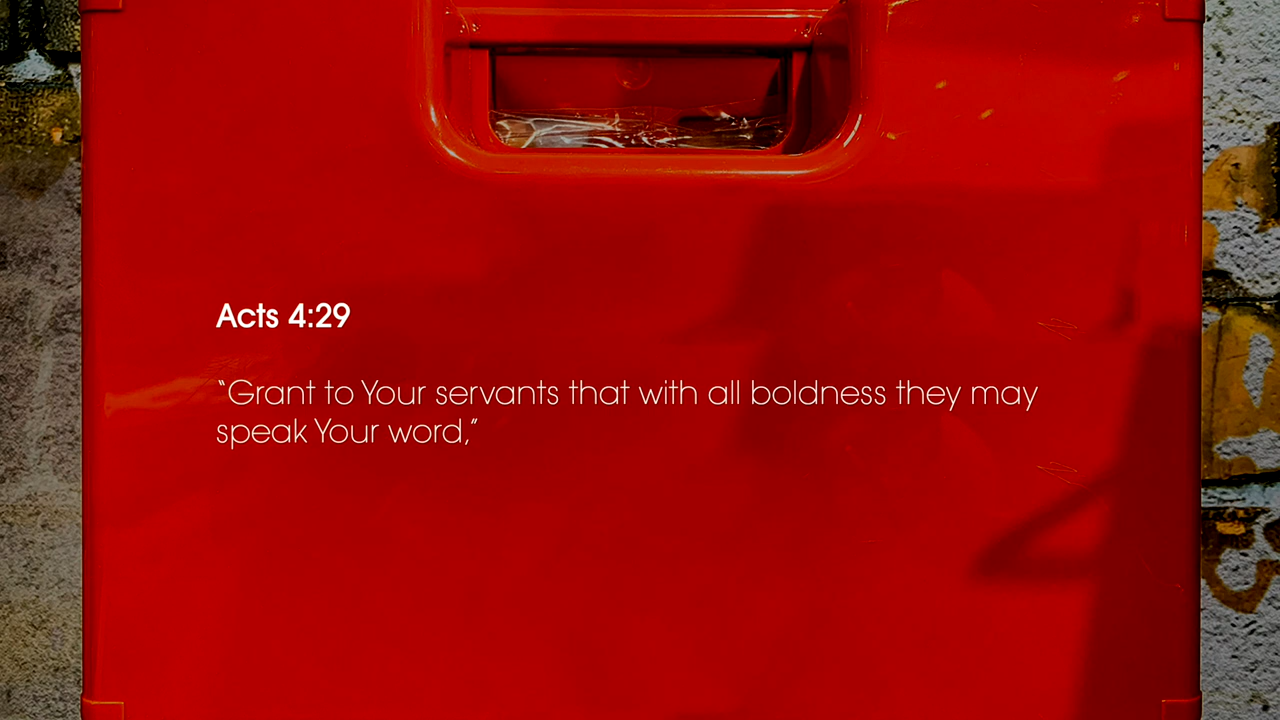 Acts 4:29
“Grant to Your servants that with all boldness they may
speak Your word,”